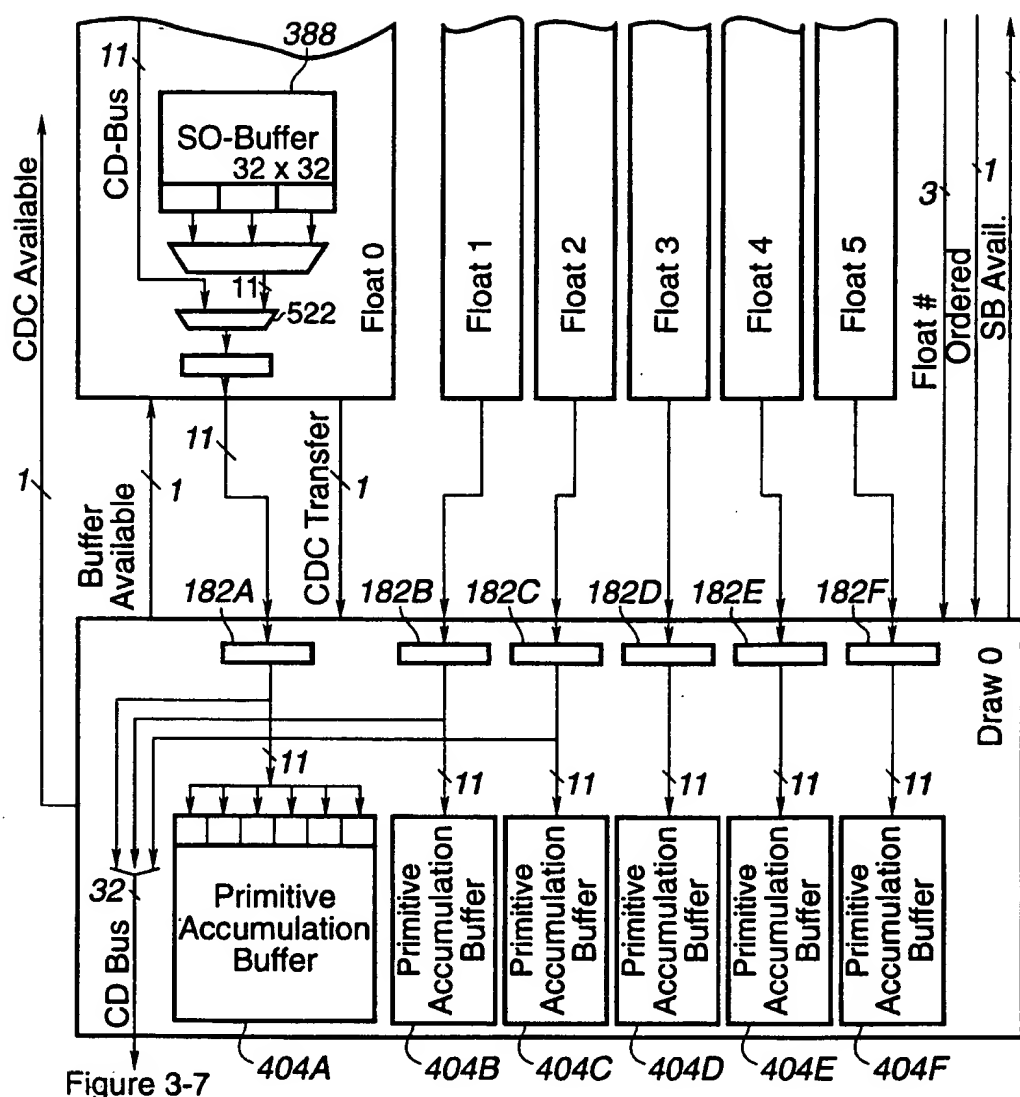 388
11
CD-Bus
SO-Buffer
32 x 32
11
522
Float 0
Float 1
Float 2
Float 3
Float 4
Float 5
3
Float #
Ordered
1
SB Avail.
CDC Available
1
Buffer
Available
1
11
CDC Transfer
1
182A
182B
182C
182D
182E
182F
Draw 0
11
11
11
11
11
11
32
CD Bus
Primitive
Accumulation
Buffer
Primitive
Accumulation
Buffer
Primitive
Accumulation
Buffer
Primitive
Accumulation
Buffer
Primitive
Accumulation
Buffer
Primitive
Accumulation
Buffer
404A
404B
404C
404D
404E
404F
Figure 3-7